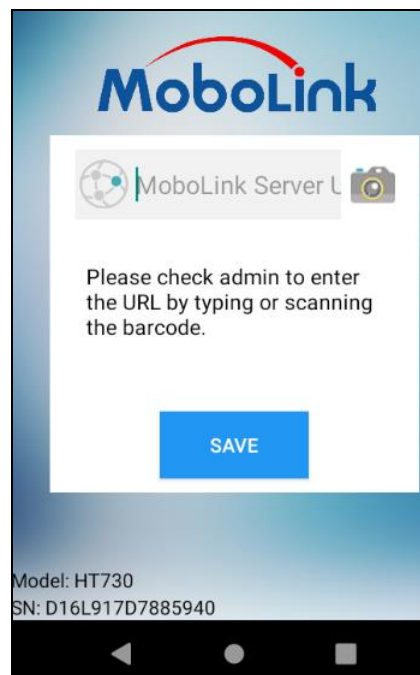 MoboLink
MoboLink Server U
Please check admin to enter
the URL by typing or scanning
the barcode.
SAVE
Model: HT730
SN: D16L917D7885940